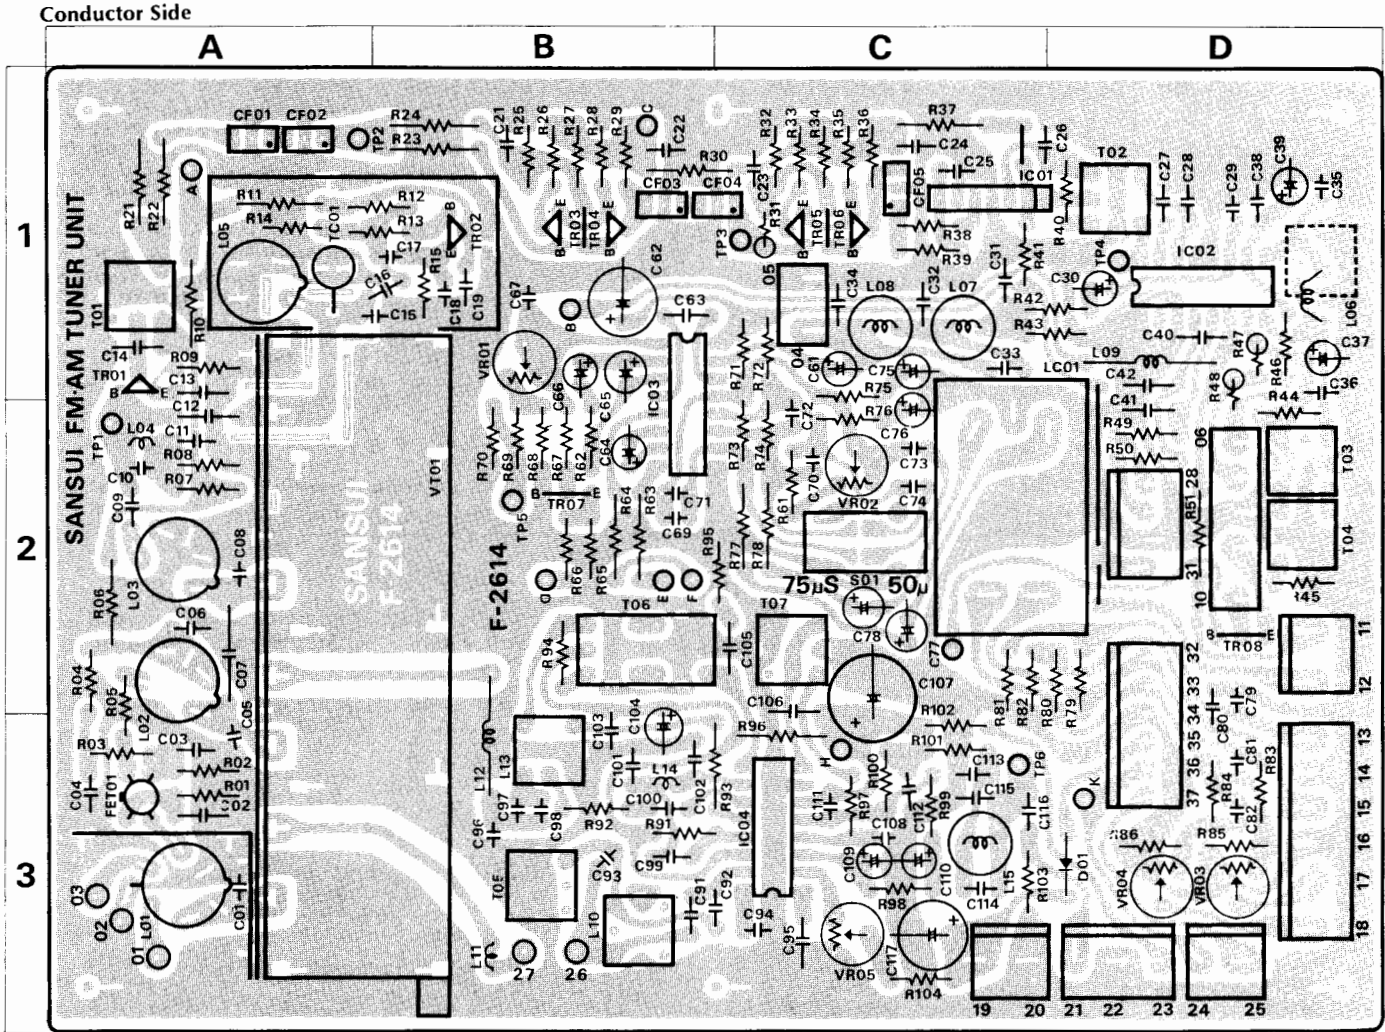 Conductor Side
A B C D
1
2
3
SANSUI FM·AM TUNER UNIT
SANSUI
F-2614
F-2614
CF01 CF02 TP2 R24 R23 C21 R25 R26 R27 R28 R29 C C22 R30 R32 R33 R34 R35 R36 R37 C24 C25 C26 T02 C27 C28 C29 C38 C39 C35
A R21 R22 R11 R14 L05 TC01 R12 R13 C17 B TR02 B E TR03 TR04 E B CF03 CF04 C23 R31 TP3 B E TR05 TR06 E B CF05 IC01 R38 R39 R40 R41 TP4 IC02
T01 R10 C16 C15 R15 C18 C19 C67 B C62 C63 05 04 C34 L08 C32 L07 C31 R42 R43 C30 C40 R47 L06
C14 R09 TR01 B E C13 C12 VR01 C66 C65 IC03 R71 R72 C61 C75 R75 R76 C33 LC01 L09 C42 C41 R48 R46 C37 C36 R44
TP1 L04 C11 C10 R08 R07 C09 VT01 R70 R69 R68 R67 R62 C64 R73 R74 C72 C76 C73 C70 VR02 C74 R49 R50 06 28 T03
TP5 B E TR07 R64 R63 C71 C69 R61 R77 R78 R95 R51 T04
L03 C08 R06 C06 D R66 R65 E F T06 T07 75µS S01 50µ 31 10 R45
R04 R05 L02 C07 C05 R94 C105 C78 C77 C107 32 B E TR08 11
R03 C03 C04 FET01 R02 R01 C02 L12 L13 C103 C104 C101 C106 R96 R102 R101 H R81 R82 R80 R79 33 34 35 36 37 C80 C79 12
C97 C98 C96 R92 C100 R91 C102 R93 C111 R97 R100 C112 R99 C113 C115 TP6 C116 K C81 R84 C82 R83 13 14 15
03 02 01 L01 C01 T05 C93 C99 IC04 C108 C109 C110 R98 C114 L15 R103 D01 VR04 R85 VR03 16 17 18
L11 27 26 L10 C91 C92 C94 C95 VR05 C117 R104 19 20 21 22 23 24 25